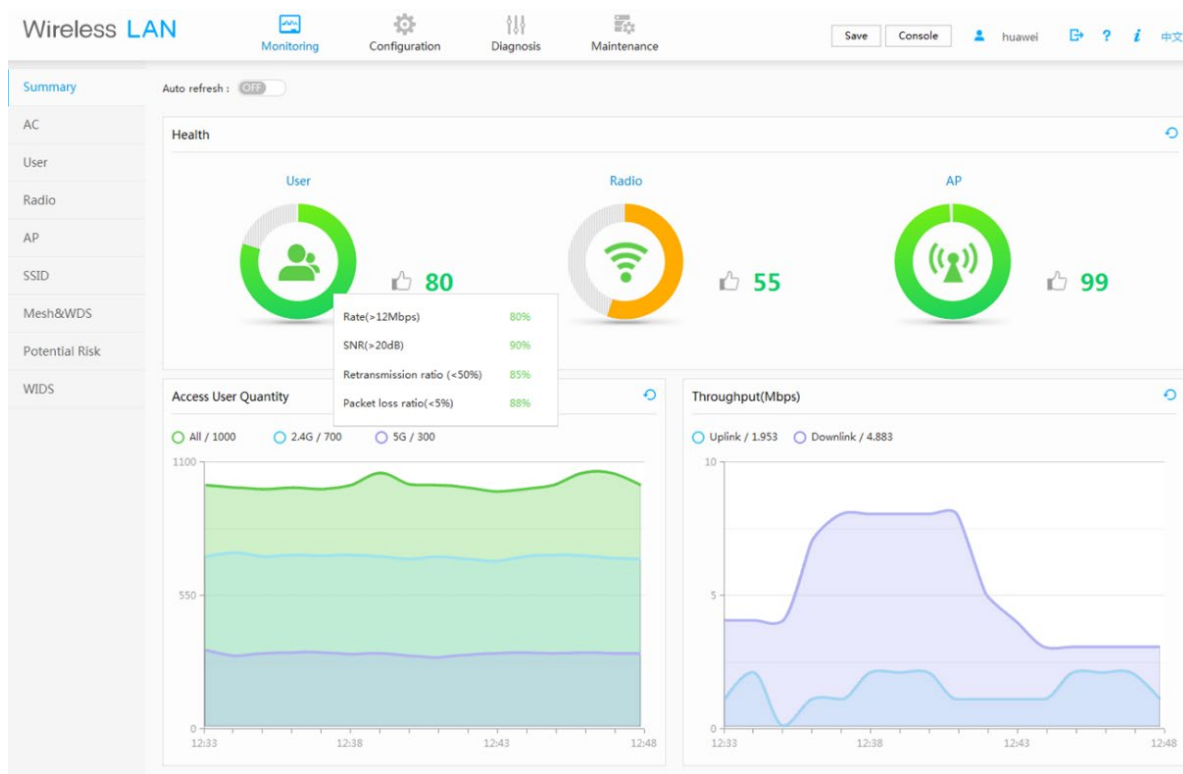 Wireless LAN
Monitoring Configuration Diagnosis Maintenance
Save Console huawei ? i 中文
Summary
AC
User
Radio
AP
SSID
Mesh&WDS
Potential Risk
WIDS
Auto refresh : OFF
Health
User Radio AP
80 55 99
Rate(>12Mbps) 80%
SNR(>20dB) 90%
Retransmission ratio (<50%) 85%
Packet loss ratio(<5%) 88%
Access User Quantity
All / 1000 2.4G / 700 5G / 300
1100
550
0
12:33 12:38 12:43 12:48
Throughput(Mbps)
Uplink / 1.953 Downlink / 4.883
10
5
0
12:33 12:38 12:43 12:48